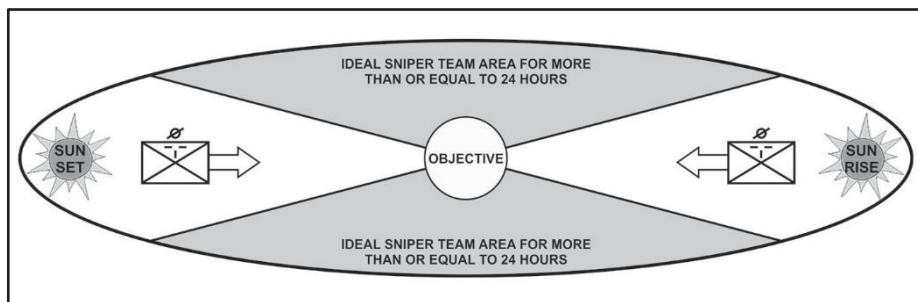 IDEAL SNIPER TEAM AREA FOR MORE
THAN OR EQUAL TO 24 HOURS
SUN
SET
OBJECTIVE
SUN
RISE
IDEAL SNIPER TEAM AREA FOR MORE
THAN OR EQUAL TO 24 HOURS